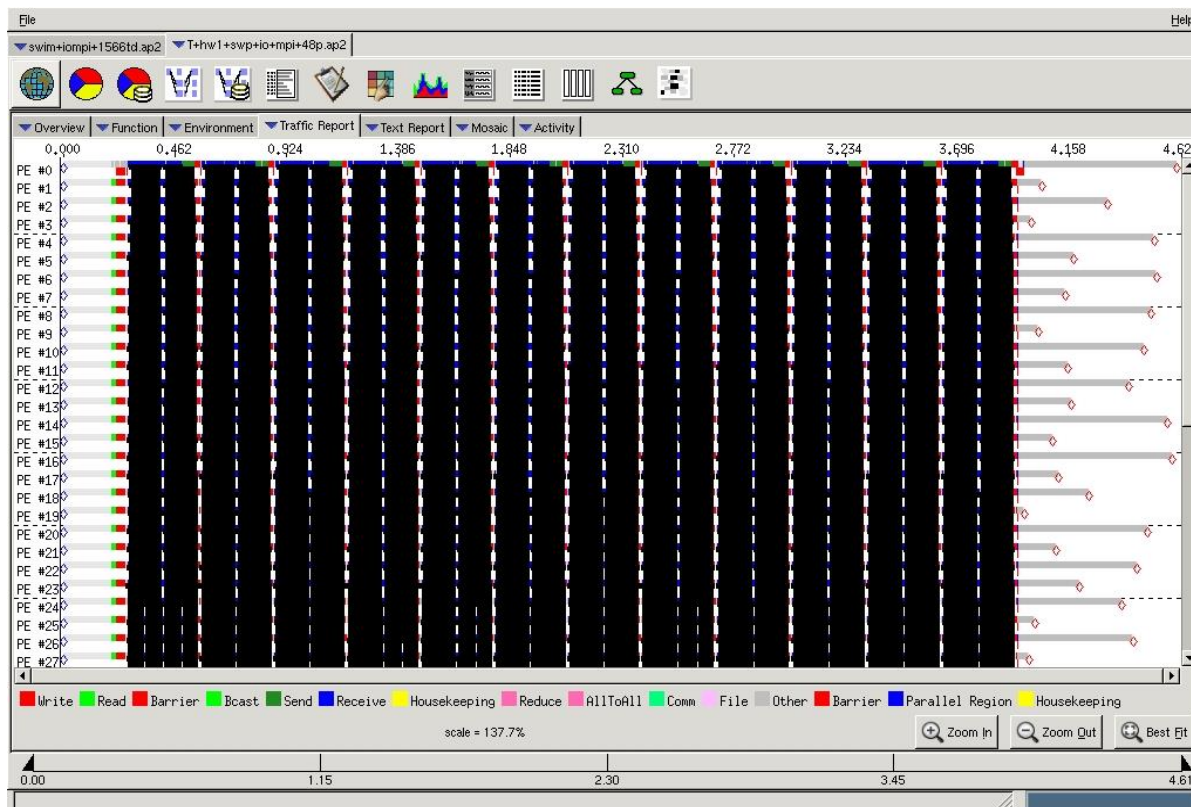 File Help
swim+iompi+1566td.ap2 T+hw1+swp+io+mpi+48p.ap2
Overview Function Environment Traffic Report Text Report Mosaic Activity
0.000 0.462 0.924 1.386 1.848 2.310 2.772 3.234 3.696 4.158 4.62
PE #0
PE #1
PE #2
PE #3
PE #4
PE #5
PE #6
PE #7
PE #8
PE #9
PE #10
PE #11
PE #12
PE #13
PE #14
PE #15
PE #16
PE #17
PE #18
PE #19
PE #20
PE #21
PE #22
PE #23
PE #24
PE #25
PE #26
PE #27
Write Read Barrier Bcast Send Receive Housekeeping Reduce AllToAll Comm File Other Barrier Parallel Region Housekeeping
scale = 137.7% Zoom In Zoom Out Best Fit
0.00 1.15 2.30 3.45 4.61